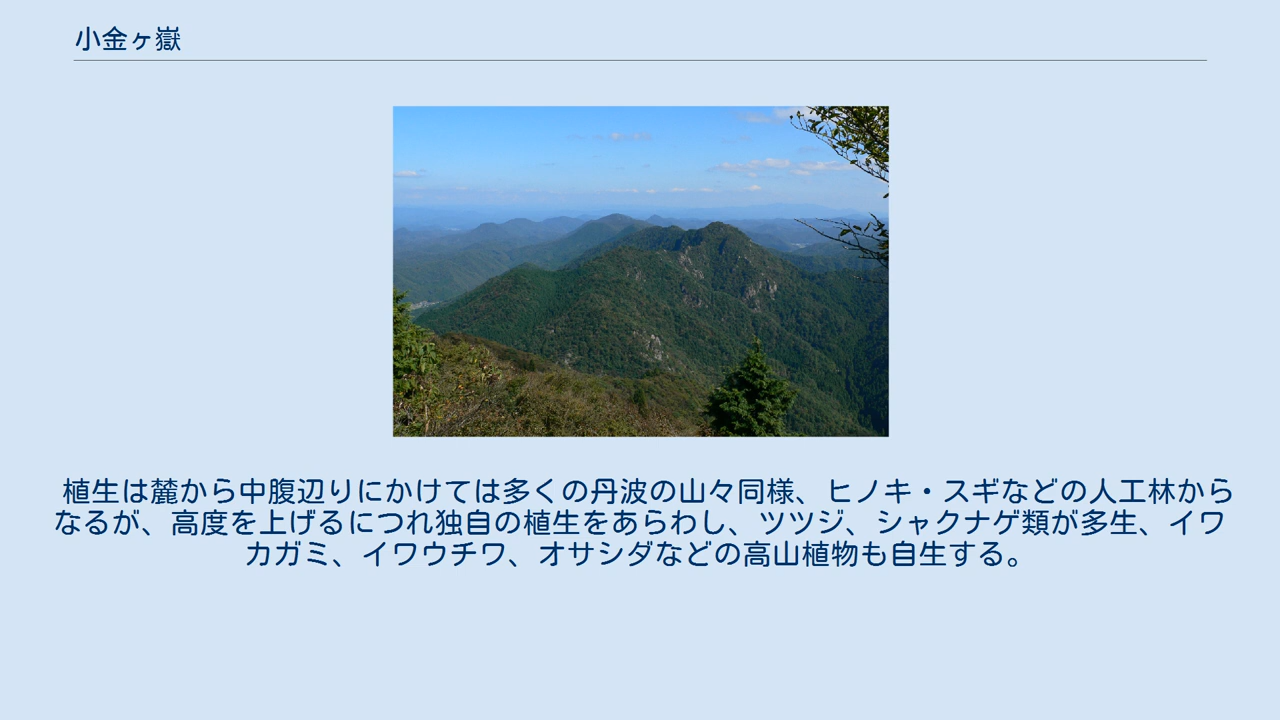 小金ヶ嶽
植生は麓から中腹辺りにかけては多くの丹波の山々同様、ヒノキ・スギなどの人工林から
なるが、高度を上げるにつれ独自の植生をあらわし、ツツジ、シャクナゲ類が多生、イワ
カガミ、イワウチワ、オサシダなどの高山植物も自生する。